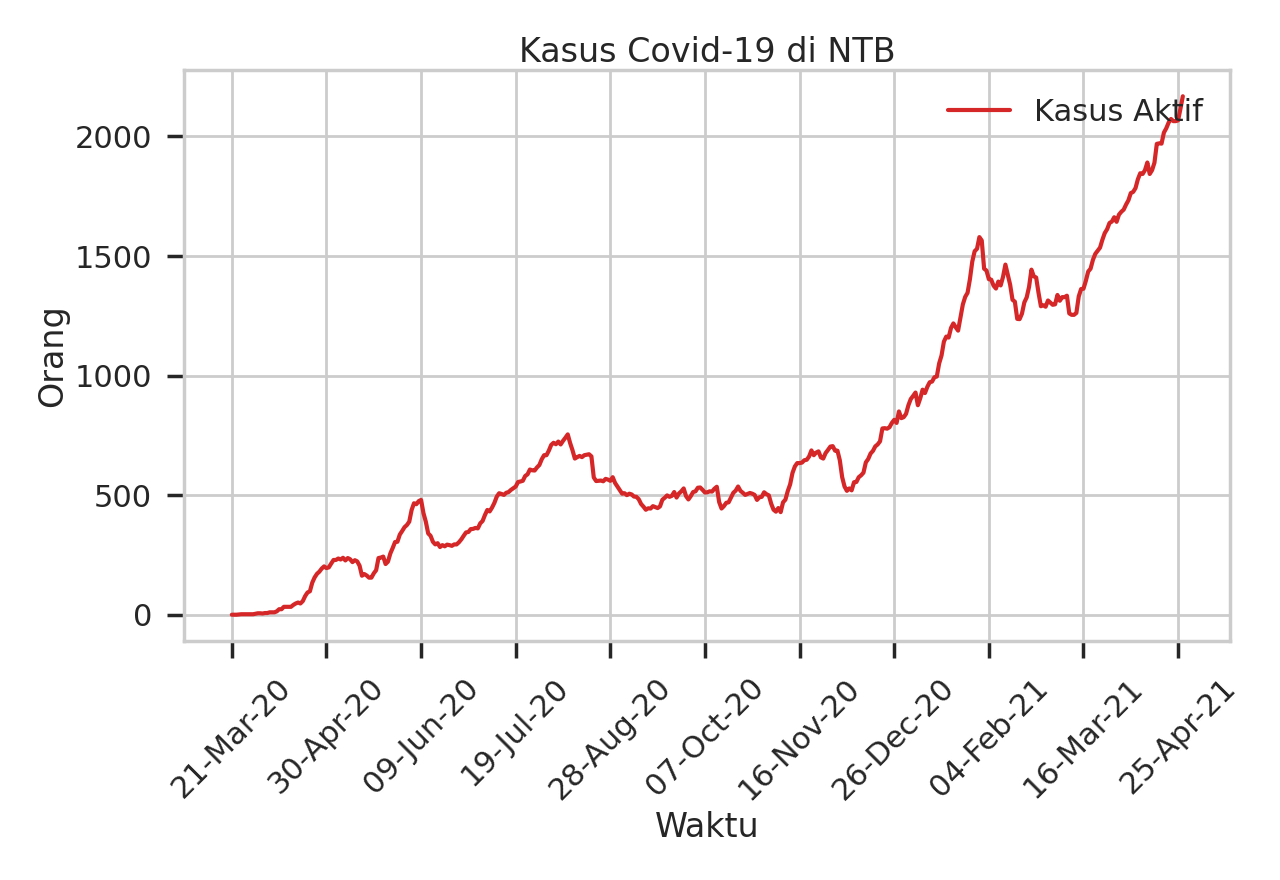 Kasus Covid-19 di NTB
Kasus Aktif
Orang
2000
1500
1000
500
0
21-Mar-20
30-Apr-20
09-Jun-20
19-Jul-20
28-Aug-20
07-Oct-20
16-Nov-20
26-Dec-20
04-Feb-21
16-Mar-21
25-Apr-21
Waktu